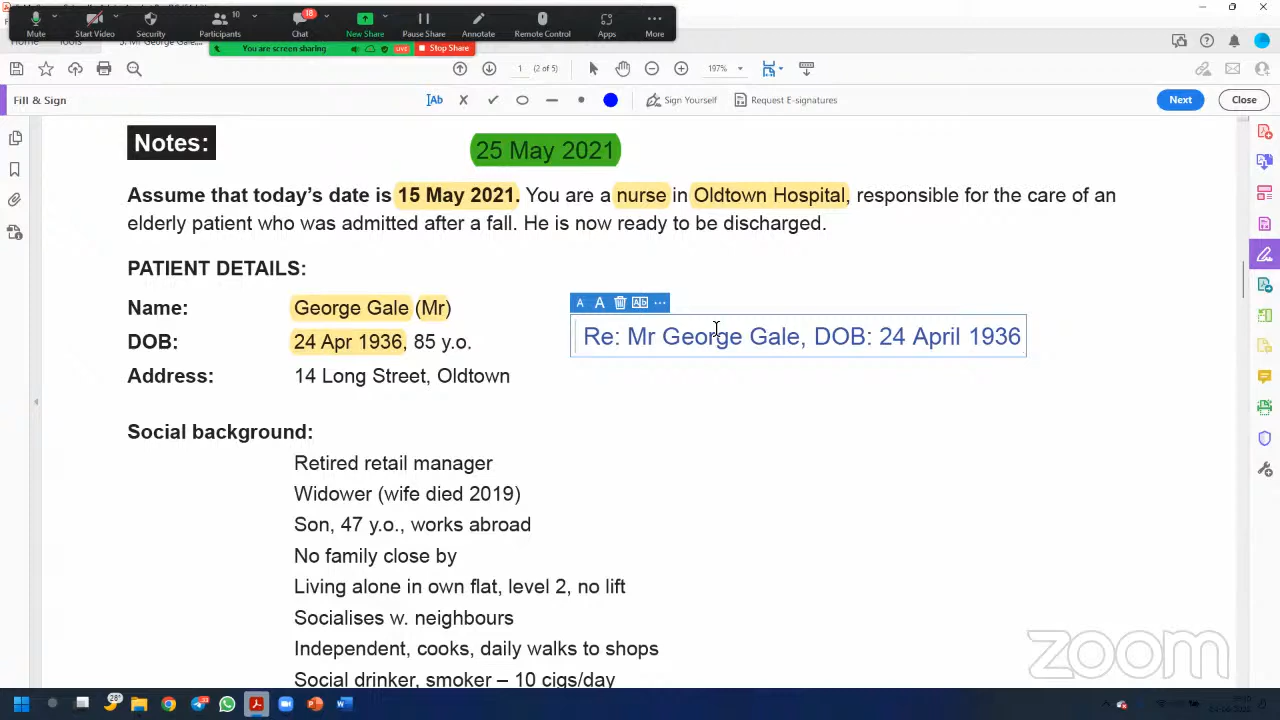 10
18
Mute
Start Video
Security
Participants
Chat
New Share
Pause Share
Annotate
Remote Control
Apps
More
You are screen sharing
LIVE
Stop Share
1 (2 of 5)
197%
Fill & Sign
Ab
Sign Yourself
Request E-signatures
Next
Close
Notes:
25 May 2021
Assume that today's date is 15 May 2021. You are a nurse in Oldtown Hospital, responsible for the care of an
elderly patient who was admitted after a fall. He is now ready to be discharged.
PATIENT DETAILS:
Name: George Gale (Mr)
A A Ab ...
DOB: 24 Apr 1936, 85 y.o.
Re: Mr George Gale, DOB: 24 April 1936
Address: 14 Long Street, Oldtown
Social background:
Retired retail manager
Widower (wife died 2019)
Son, 47 y.o., works abroad
No family close by
Living alone in own flat, level 2, no lift
Socialises w. neighbours
Independent, cooks, daily walks to shops
Social drinker, smoker – 10 cigs/day
zoom
28°